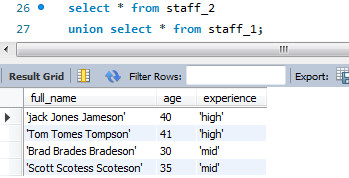 26 select * from staff_2
27 union select * from staff_1;
Result Grid Filter Rows: Export:
full_name age experience
'jack Jones Jameson' 40 'high'
'Tom Tomes Tompson' 41 'high'
'Brad Brades Bradeson' 30 'mid'
'Scott Scotess Scoteson' 35 'mid'